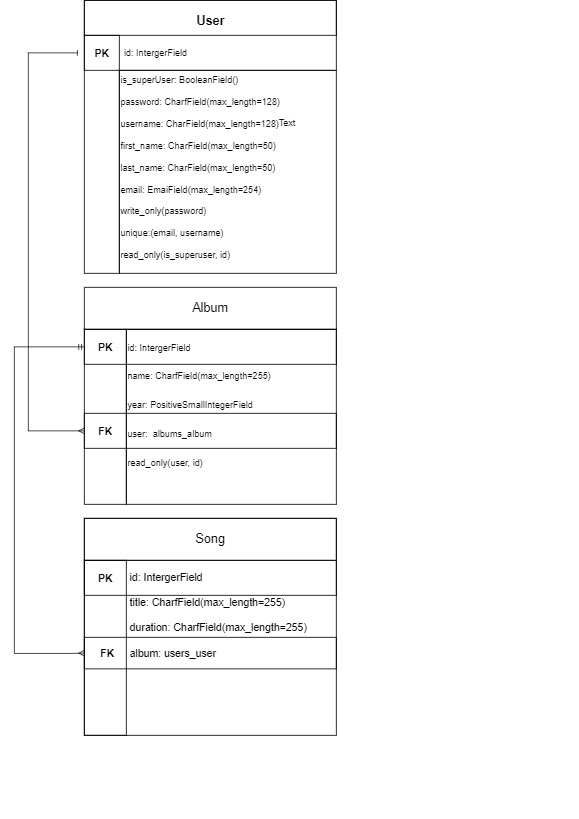 User
PK id: IntergerField
is_superUser: BooleanField()
password: CharfField(max_length=128)
username: CharField(max_length=128)Text
first_name: CharField(max_length=50)
last_name: CharField(max_length=50)
email: EmaiField(max_length=254)
write_only(password)
unique:(email, username)
read_only(is_superuser, id)
Album
PK id: IntergerField
name: CharfField(max_length=255)
year: PositiveSmallIntegerField
FK user: albums_album
read_only(user, id)
Song
PK id: IntergerField
title: CharfField(max_length=255)
duration: CharfField(max_length=255)
FK album: users_user